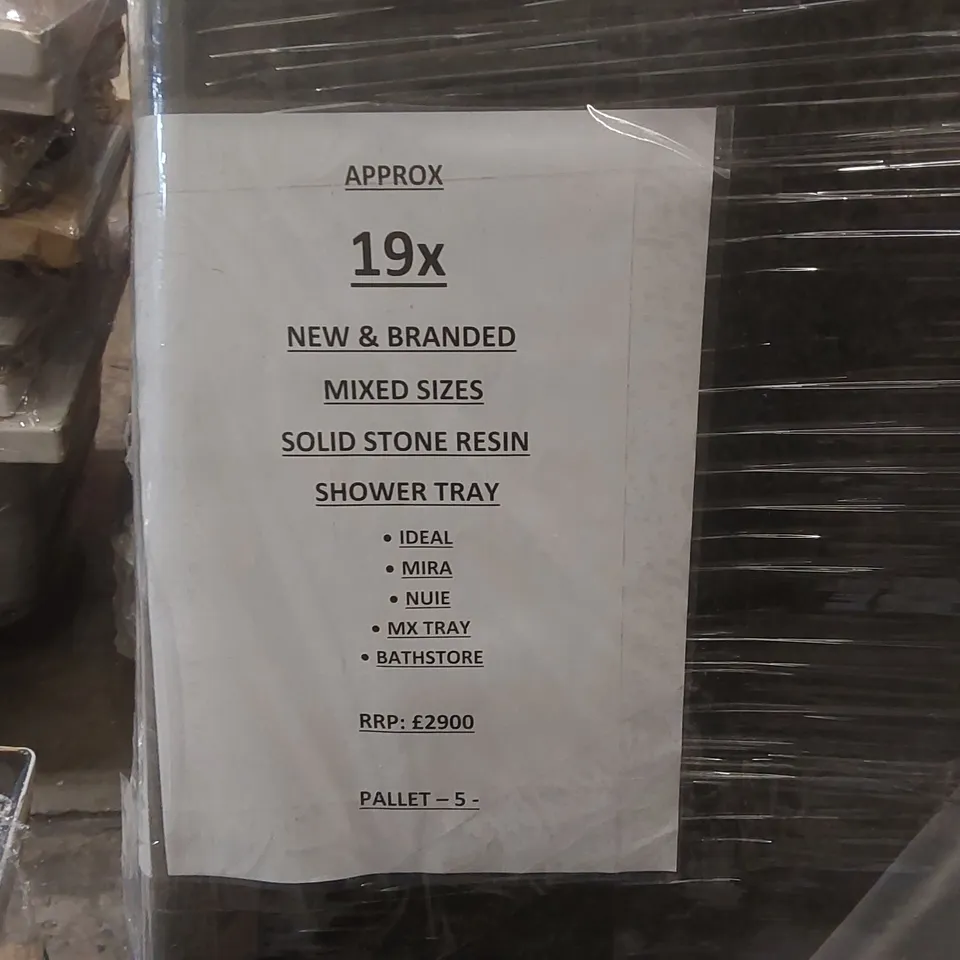 APPROX
19x
NEW & BRANDED
MIXED SIZES
SOLID STONE RESIN
SHOWER TRAY
• IDEAL
• MIRA
• NUIE
• MX TRAY
• BATHSTORE
RRP: £2900
PALLET – 5 -